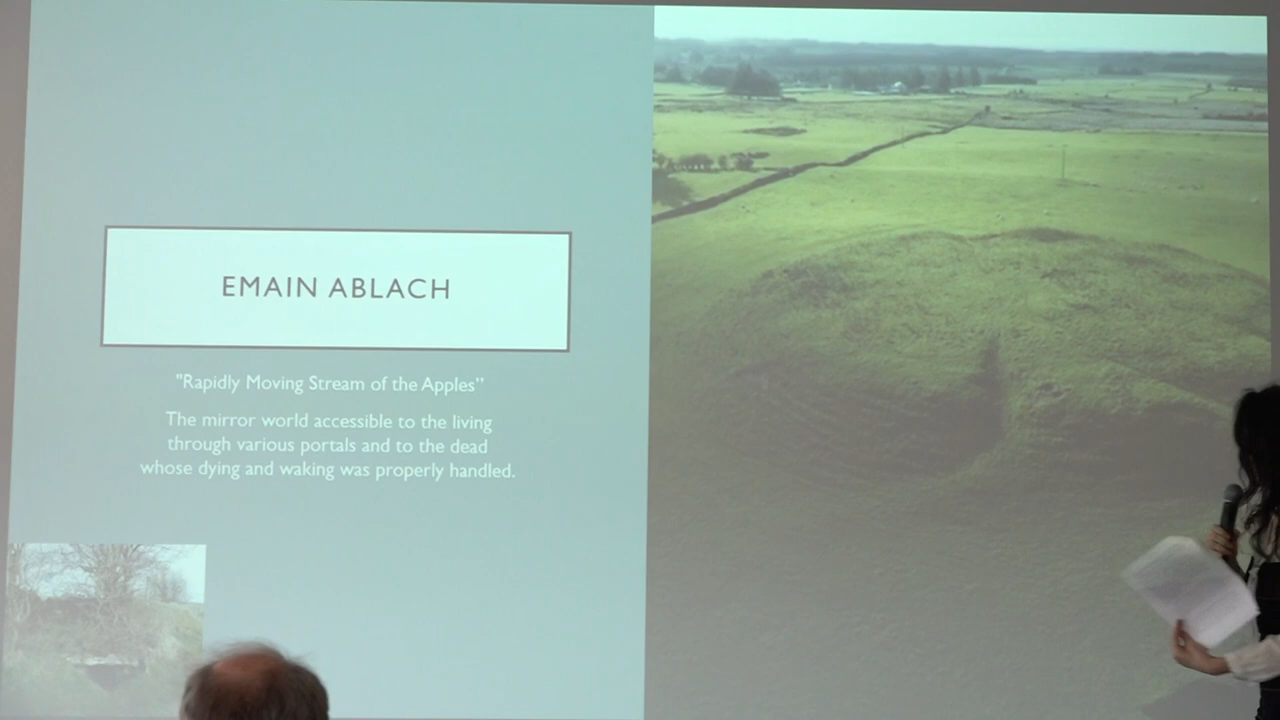 EMAIN ABLACH
"Rapidly Moving Stream of the Apples”
The mirror world accessible to the living
through various portals and to the dead
whose dying and waking was properly handled.